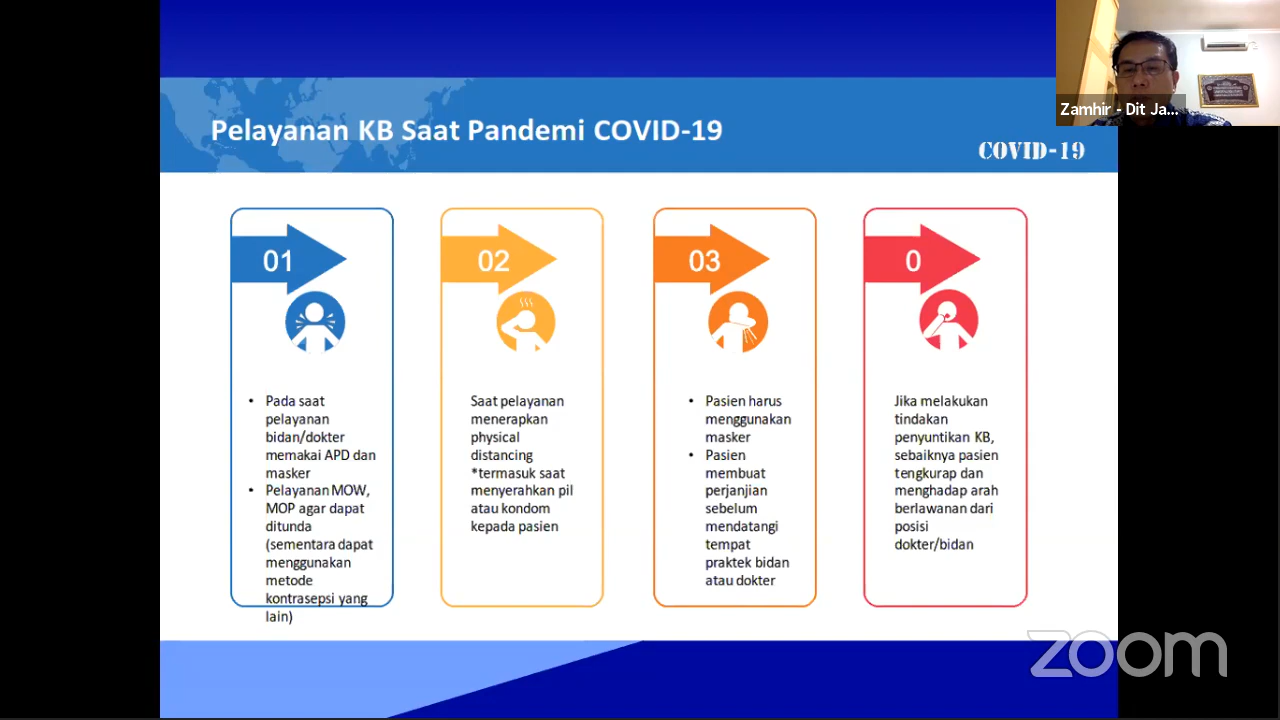 Zamhir - Dit Ja...
Pelayanan KB Saat Pandemi COVID-19
COVID-19
01
• Pada saat
pelayanan
bidan/dokter
memakai APD dan
masker
• Pelayanan MOW,
MOP agar dapat
ditunda
(sementara dapat
menggunakan
metode
kontrasepsi yang
lain)
02
Saat pelayanan
menerapkan
physical
distancing
*termasuk saat
menyerahkan pil
atau kondom
kepada pasien
03
• Pasien harus
menggunakan
masker
• Pasien
membuat
perjanjian
sebelum
mendatangi
tempat
praktek bidan
atau dokter
0
Jika melakukan
tindakan
penyuntikan KB,
sebaiknya pasien
tengkurap dan
menghadap arah
berlawanan dari
posisi
dokter/bidan
zoom